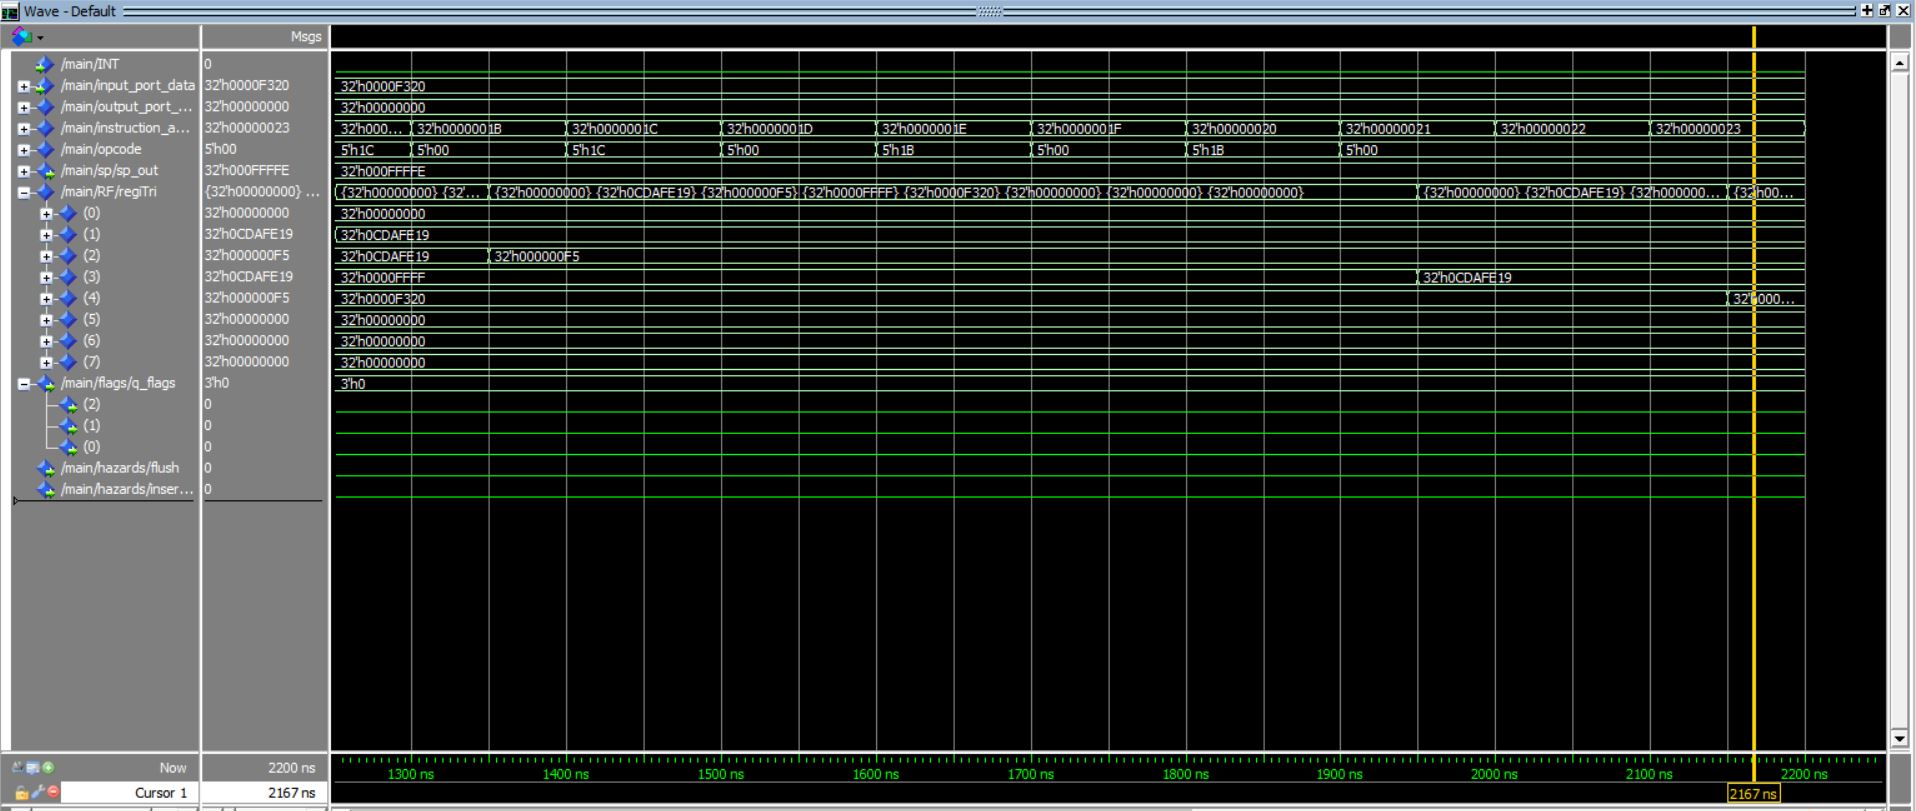 Wave - Default
Msgs
/main/INT 0
/main/input_port_data 32'h0000F320 32'h0000F320
/main/output_port_... 32'h00000000 32'h00000000
/main/instruction_a... 32'h00000023 32'h000... 32'h0000001B 32'h0000001C 32'h0000001D 32'h0000001E 32'h0000001F 32'h00000020 32'h00000021 32'h00000022 32'h00000023
/main/opcode 5'h00 5'h1C 5'h00 5'h1C 5'h00 5'h1B 5'h00 5'h1B 5'h00
/main/sp/sp_out 32'h000FFFFE 32'h000FFFFE
/main/RF/regiTri {32'h00000000} ... {32'h00000000} {32'... {32'h00000000} {32'h0CDAFE19} {32'h000000F5} {32'h0000FFFF} {32'h0000F320} {32'h00000000} {32'h00000000} {32'h00000000} {32'h00000000} {32'h0CDAFE19} {32'h000000... {32'h00...
(0) 32'h00000000 32'h00000000
(1) 32'h0CDAFE19 32'h0CDAFE19
(2) 32'h000000F5 32'h0CDAFE19 32'h000000F5
(3) 32'h0CDAFE19 32'h0000FFFF 32'h0CDAFE19
(4) 32'h000000F5 32'h0000F320 32'h000...
(5) 32'h00000000 32'h00000000
(6) 32'h00000000 32'h00000000
(7) 32'h00000000 32'h00000000
/main/flags/q_flags 3'h0 3'h0
(2) 0
(1) 0
(0) 0
/main/hazards/flush 0
/main/hazards/inser... 0
Now 2200 ns 1300 ns 1400 ns 1500 ns 1600 ns 1700 ns 1800 ns 1900 ns 2000 ns 2100 ns 2200 ns
Cursor 1 2167 ns 2167 ns